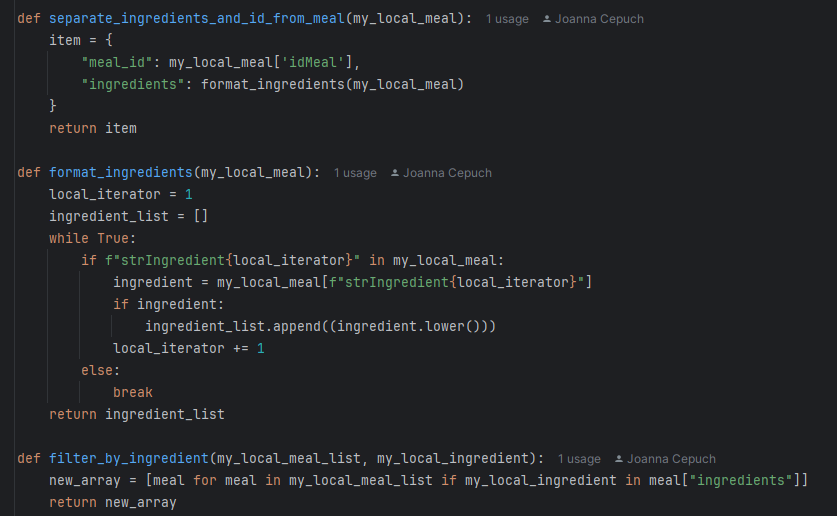 def separate_ingredients_and_id_from_meal(my_local_meal): 1 usage Joanna Cepuch
    item = {
        "meal_id": my_local_meal['idMeal'],
        "ingredients": format_ingredients(my_local_meal)
    }
    return item

def format_ingredients(my_local_meal): 1 usage Joanna Cepuch
    local_iterator = 1
    ingredient_list = []
    while True:
        if f"strIngredient{local_iterator}" in my_local_meal:
            ingredient = my_local_meal[f"strIngredient{local_iterator}"]
            if ingredient:
                ingredient_list.append((ingredient.lower()))
            local_iterator += 1
        else:
            break
    return ingredient_list

def filter_by_ingredient(my_local_meal_list, my_local_ingredient): 1 usage Joanna Cepuch
    new_array = [meal for meal in my_local_meal_list if my_local_ingredient in meal["ingredients"]]
    return new_array